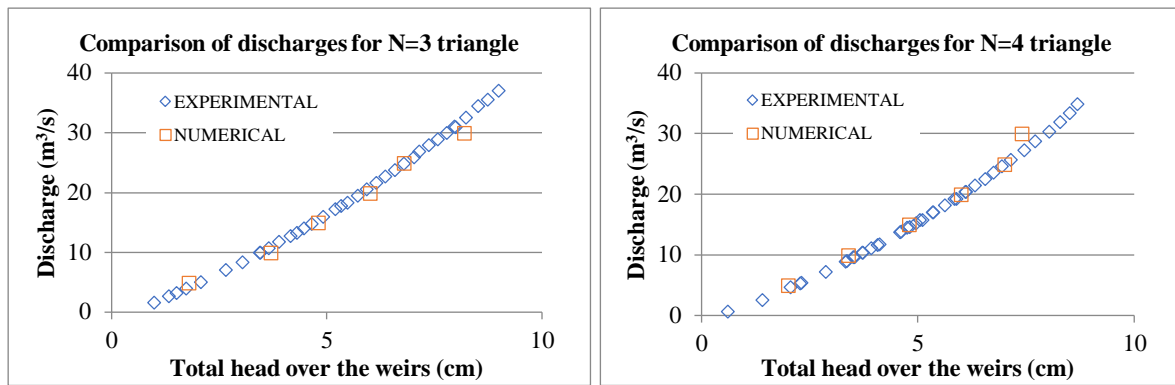 Comparison of discharges for N=3 triangle
40
30
20
10
0
0
5
10
Discharge (m³/s)
EXPERIMENTAL
NUMERICAL
Total head over the weirs (cm)
Comparison of discharges for N=4 triangle
40
30
20
10
0
0
5
10
Discharge (m³/s)
EXPERIMENTAL
NUMERICAL
Total head over the weirs (cm)